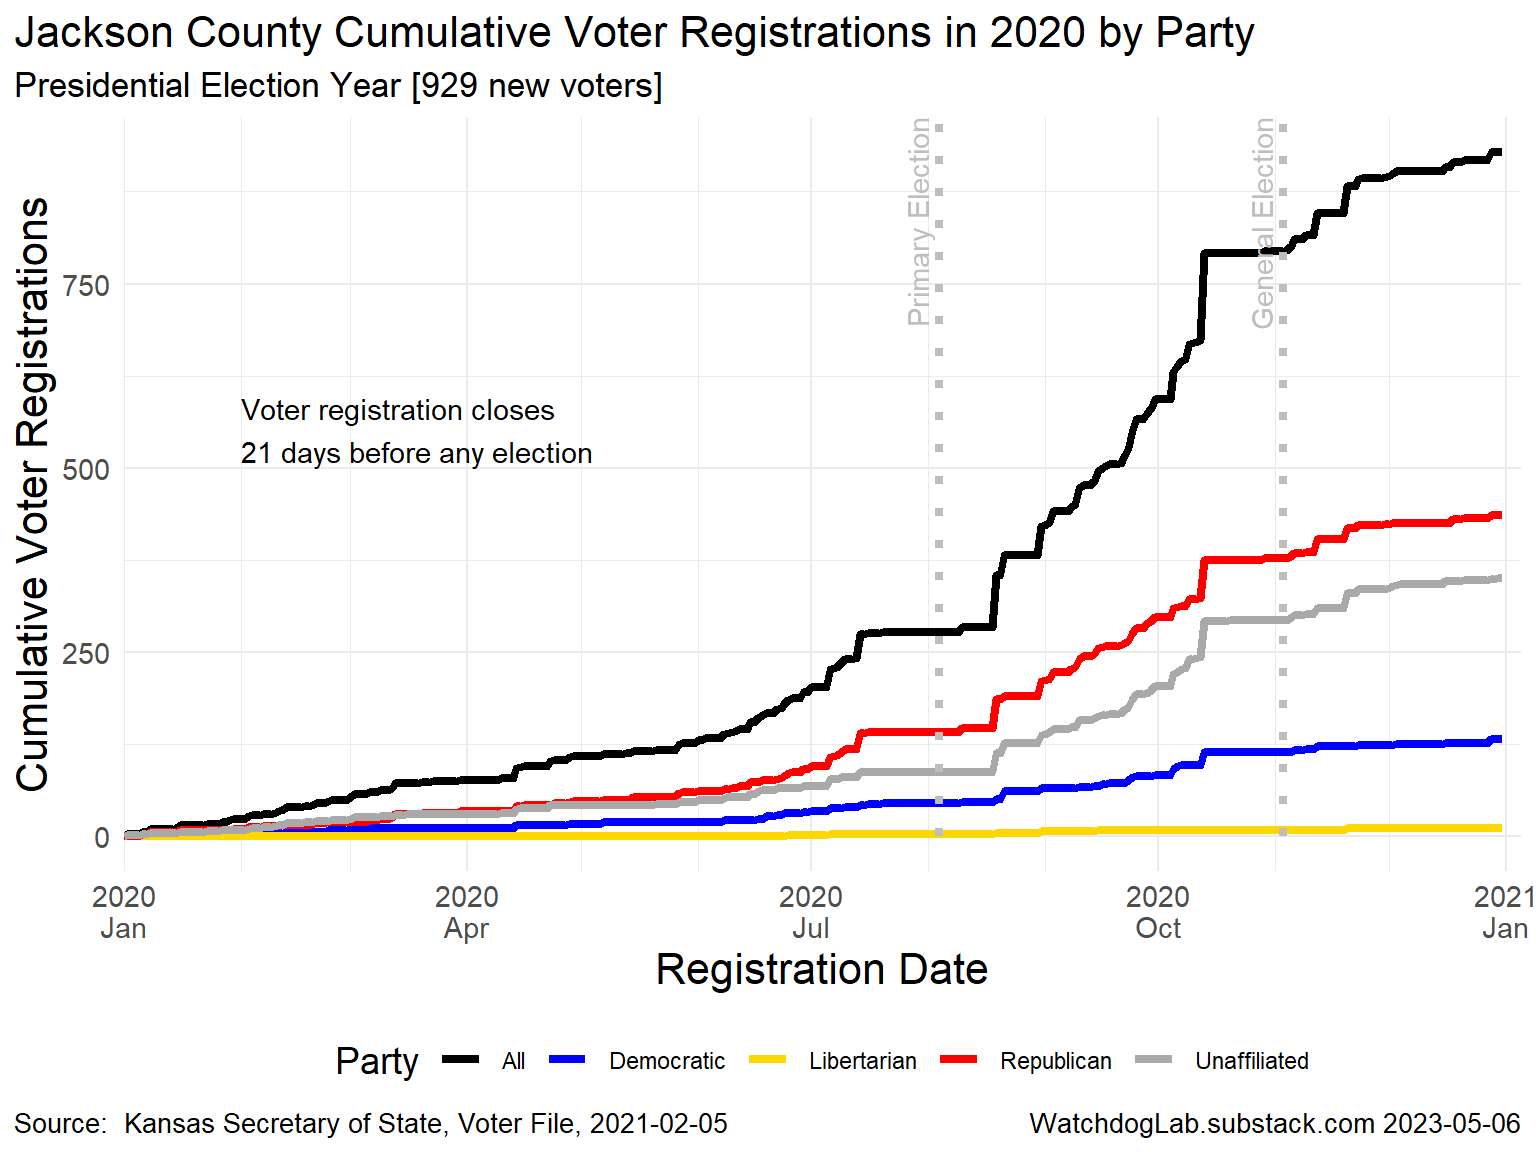 Jackson County Cumulative Voter Registrations in 2020 by Party
Presidential Election Year [929 new voters]
Cumulative Voter Registrations
750
500
250
0
Primary Election
General Election
Voter registration closes
21 days before any election
2020 2020 2020 2020 2021
Jan Apr Jul Oct Jan
Registration Date
Party All Democratic Libertarian Republican Unaffiliated
Source:  Kansas Secretary of State, Voter File, 2021-02-05
WatchdogLab.substack.com 2023-05-06